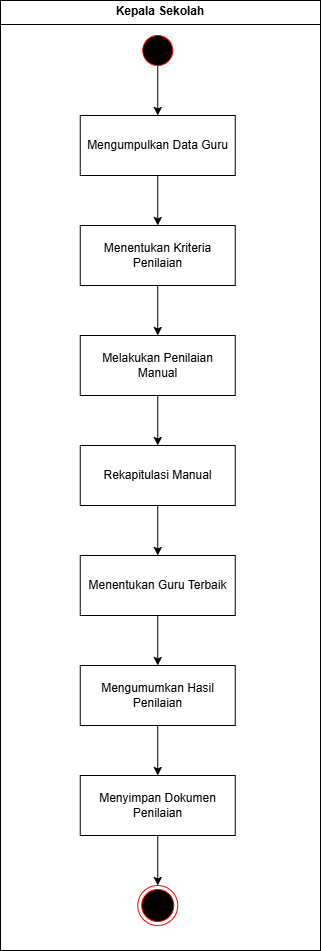 Kepala Sekolah
Mengumpulkan Data Guru
Menentukan Kriteria
Penilaian
Melakukan Penilaian
Manual
Rekapitulasi Manual
Menentukan Guru Terbaik
Mengumumkan Hasil
Penilaian
Menyimpan Dokumen
Penilaian